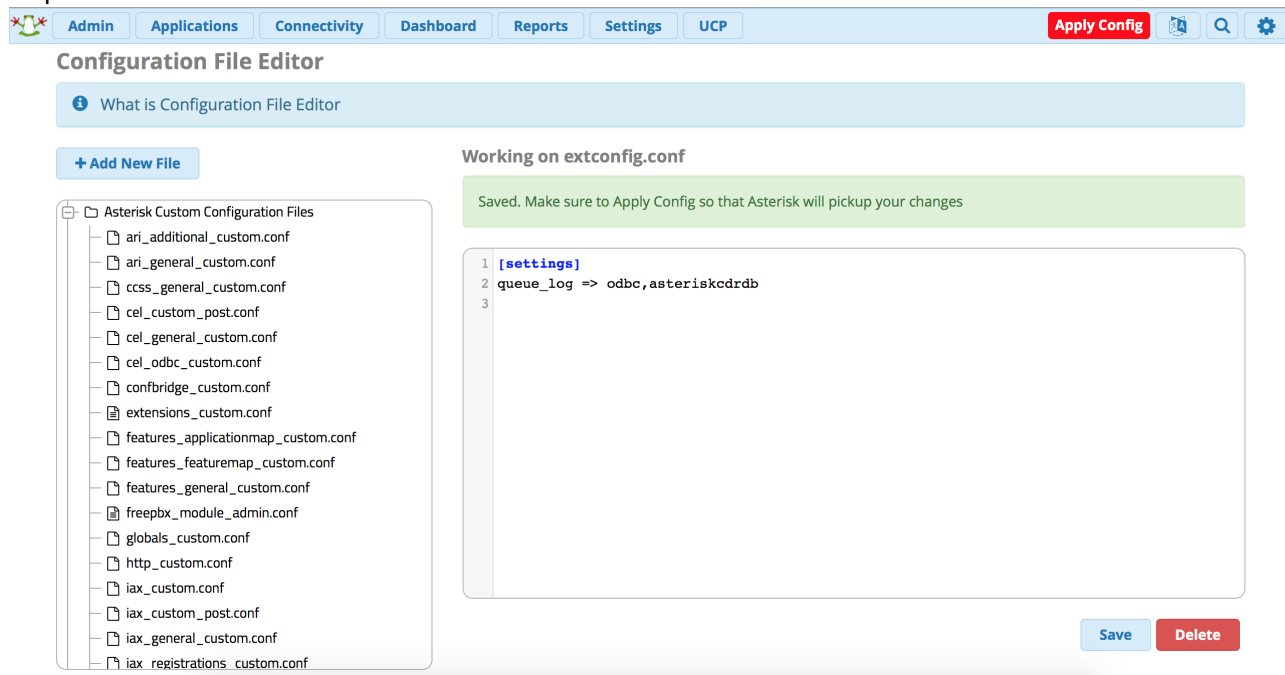 Admin Applications Connectivity Dashboard Reports Settings UCP Apply Config
Configuration File Editor
What is Configuration File Editor
+ Add New File
Asterisk Custom Configuration Files
ari_additional_custom.conf
ari_general_custom.conf
ccss_general_custom.conf
cel_custom_post.conf
cel_general_custom.conf
cel_odbc_custom.conf
confbridge_custom.conf
extensions_custom.conf
features_applicationmap_custom.conf
features_featuremap_custom.conf
features_general_custom.conf
freepbx_module_admin.conf
globals_custom.conf
http_custom.conf
iax_custom.conf
iax_custom_post.conf
iax_general_custom.conf
iax_registrations_custom.conf
Working on extconfig.conf
Saved. Make sure to Apply Config so that Asterisk will pickup your changes
1 [settings]
2 queue_log => odbc,asteriskcdrdb
3
Save Delete